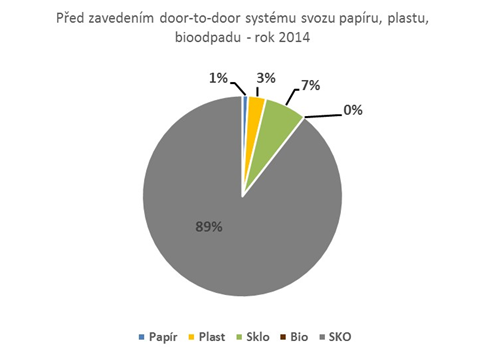 Před zavedením door-to-door systému svozu papíru, plastu,
bioodpadu - rok 2014
1%
3%
7%
0%
89%
Papír Plast Sklo Bio SKO